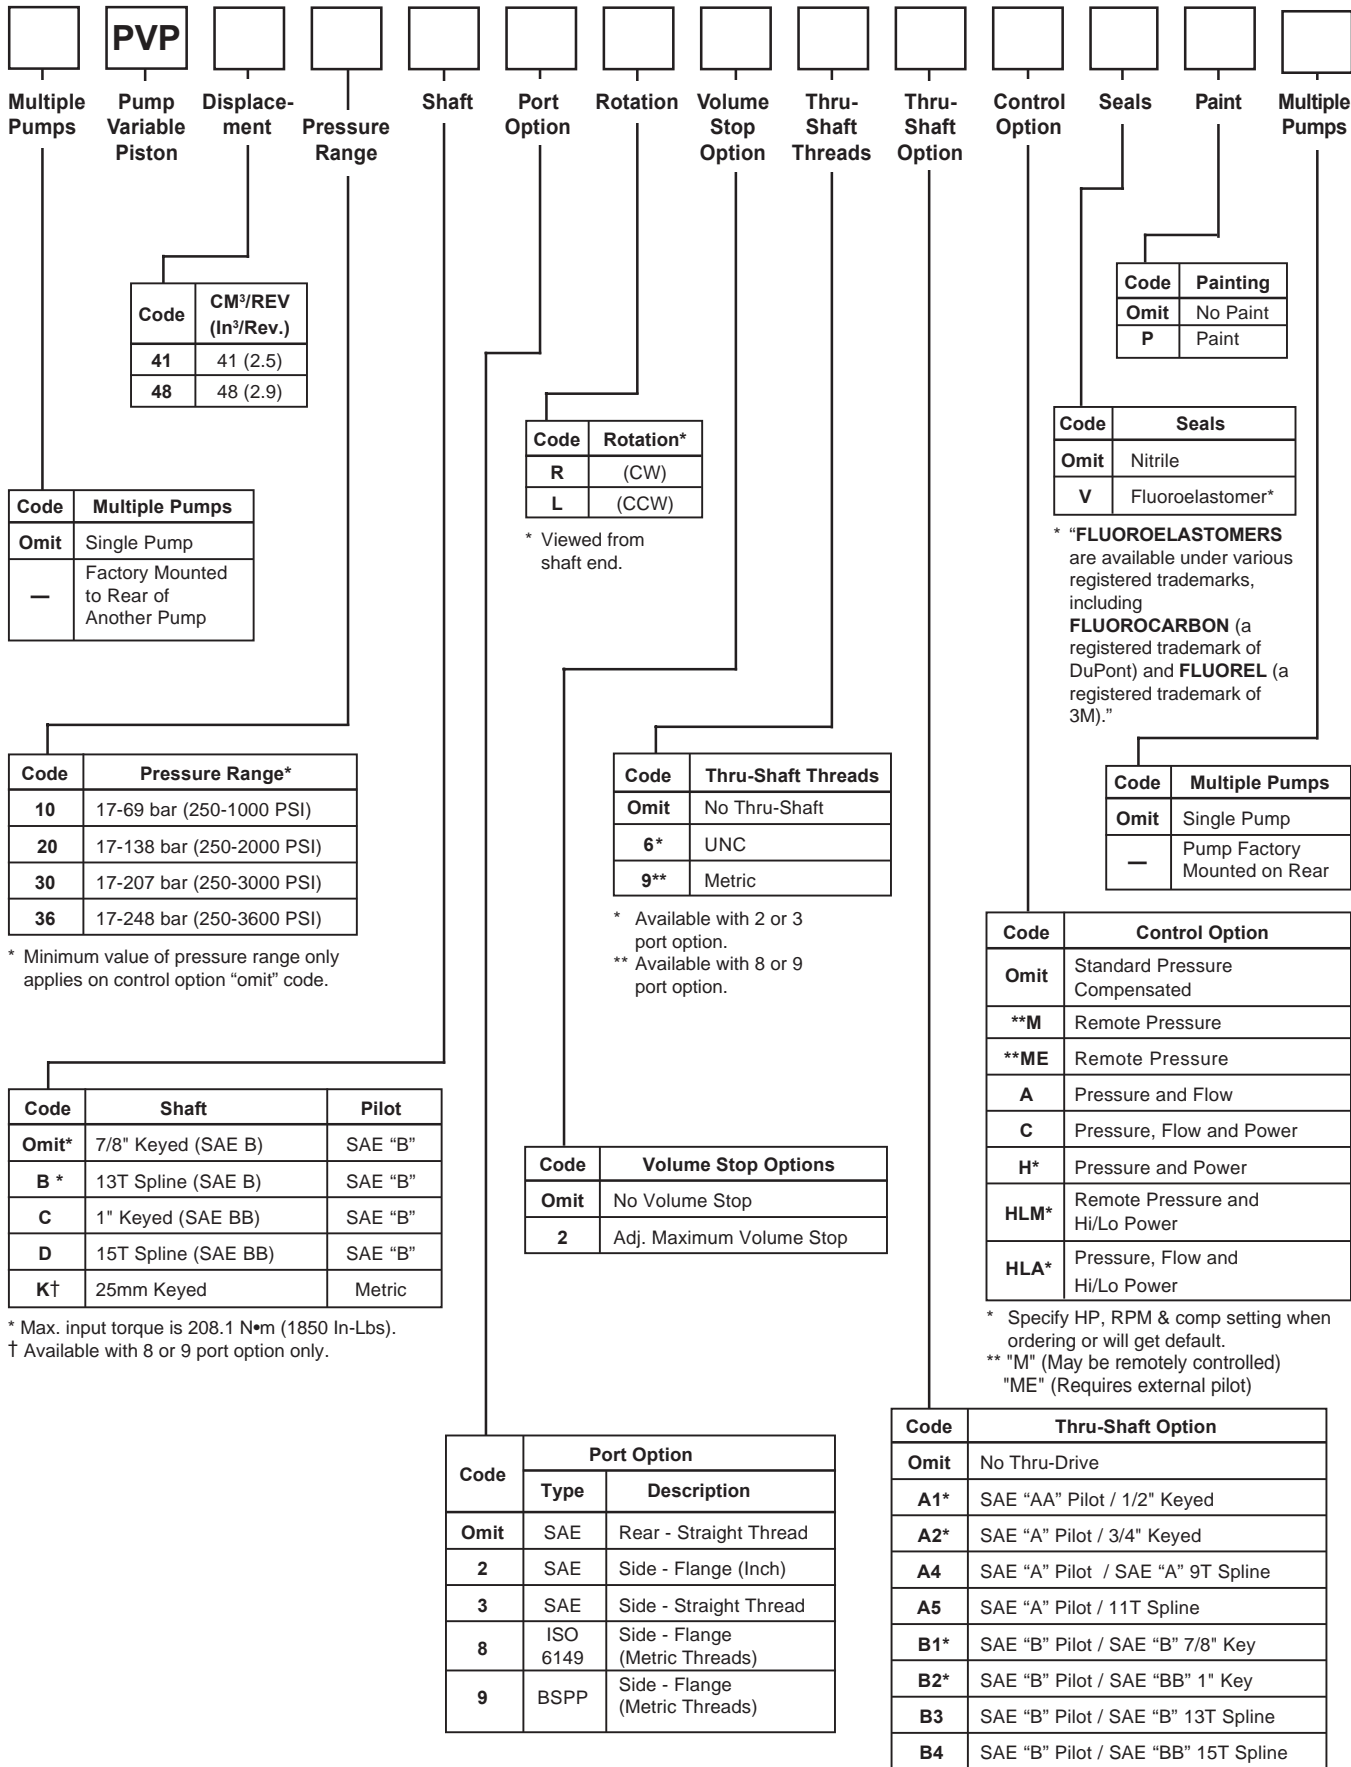 PVP
Multiple
Pumps
Pump
Variable
Piston
Displace-
ment
Pressure
Range
Shaft
Port
Option
Rotation
Volume
Stop
Option
Thru-
Shaft
Threads
Thru-
Shaft
Option
Control
Option
Seals
Paint
Multiple
Pumps
Code CM³/REV
(In³/Rev.)
41 41 (2.5)
48 48 (2.9)
Code Painting
Omit No Paint
P Paint
Code Rotation*
R (CW)
L (CCW)
* Viewed from
shaft end.
Code Seals
Omit Nitrile
V Fluoroelastomer*
* “FLUOROELASTOMERS
are available under various
registered trademarks,
including
FLUOROCARBON (a
registered trademark of
DuPont) and FLUOREL (a
registered trademark of
3M).”
Code Multiple Pumps
Omit Single Pump
— Factory Mounted
to Rear of
Another Pump
Code Pressure Range*
10 17-69 bar (250-1000 PSI)
20 17-138 bar (250-2000 PSI)
30 17-207 bar (250-3000 PSI)
36 17-248 bar (250-3600 PSI)
* Minimum value of pressure range only
applies on control option “omit” code.
Code Thru-Shaft Threads
Omit No Thru-Shaft
6* UNC
9** Metric
* Available with 2 or 3
port option.
** Available with 8 or 9
port option.
Code Multiple Pumps
Omit Single Pump
— Pump Factory
Mounted on Rear
Code Control Option
Omit Standard Pressure
Compensated
**M Remote Pressure
**ME Remote Pressure
A Pressure and Flow
C Pressure, Flow and Power
H* Pressure and Power
HLM* Remote Pressure and
Hi/Lo Power
HLA* Pressure, Flow and
Hi/Lo Power
* Specify HP, RPM & comp setting when
ordering or will get default.
** "M" (May be remotely controlled)
"ME" (Requires external pilot)
Code Shaft Pilot
Omit* 7/8" Keyed (SAE B) SAE “B”
B * 13T Spline (SAE B) SAE “B”
C 1" Keyed (SAE BB) SAE “B”
D 15T Spline (SAE BB) SAE “B”
K† 25mm Keyed Metric
* Max. input torque is 208.1 N•m (1850 In-Lbs).
† Available with 8 or 9 port option only.
Code Volume Stop Options
Omit No Volume Stop
2 Adj. Maximum Volume Stop
Code Port Option
Type Description
Omit SAE Rear - Straight Thread
2 SAE Side - Flange (Inch)
3 SAE Side - Straight Thread
8 ISO 6149 Side - Flange
(Metric Threads)
9 BSPP Side - Flange
(Metric Threads)
Code Thru-Shaft Option
Omit No Thru-Drive
A1* SAE “AA” Pilot / 1/2" Keyed
A2* SAE “A” Pilot / 3/4" Keyed
A4 SAE “A” Pilot / SAE “A” 9T Spline
A5 SAE “A” Pilot / 11T Spline
B1* SAE “B” Pilot / SAE “B” 7/8" Key
B2* SAE “B” Pilot / SAE “BB” 1" Key
B3 SAE “B” Pilot / SAE “B” 13T Spline
B4 SAE “B” Pilot / SAE “BB” 15T Spline